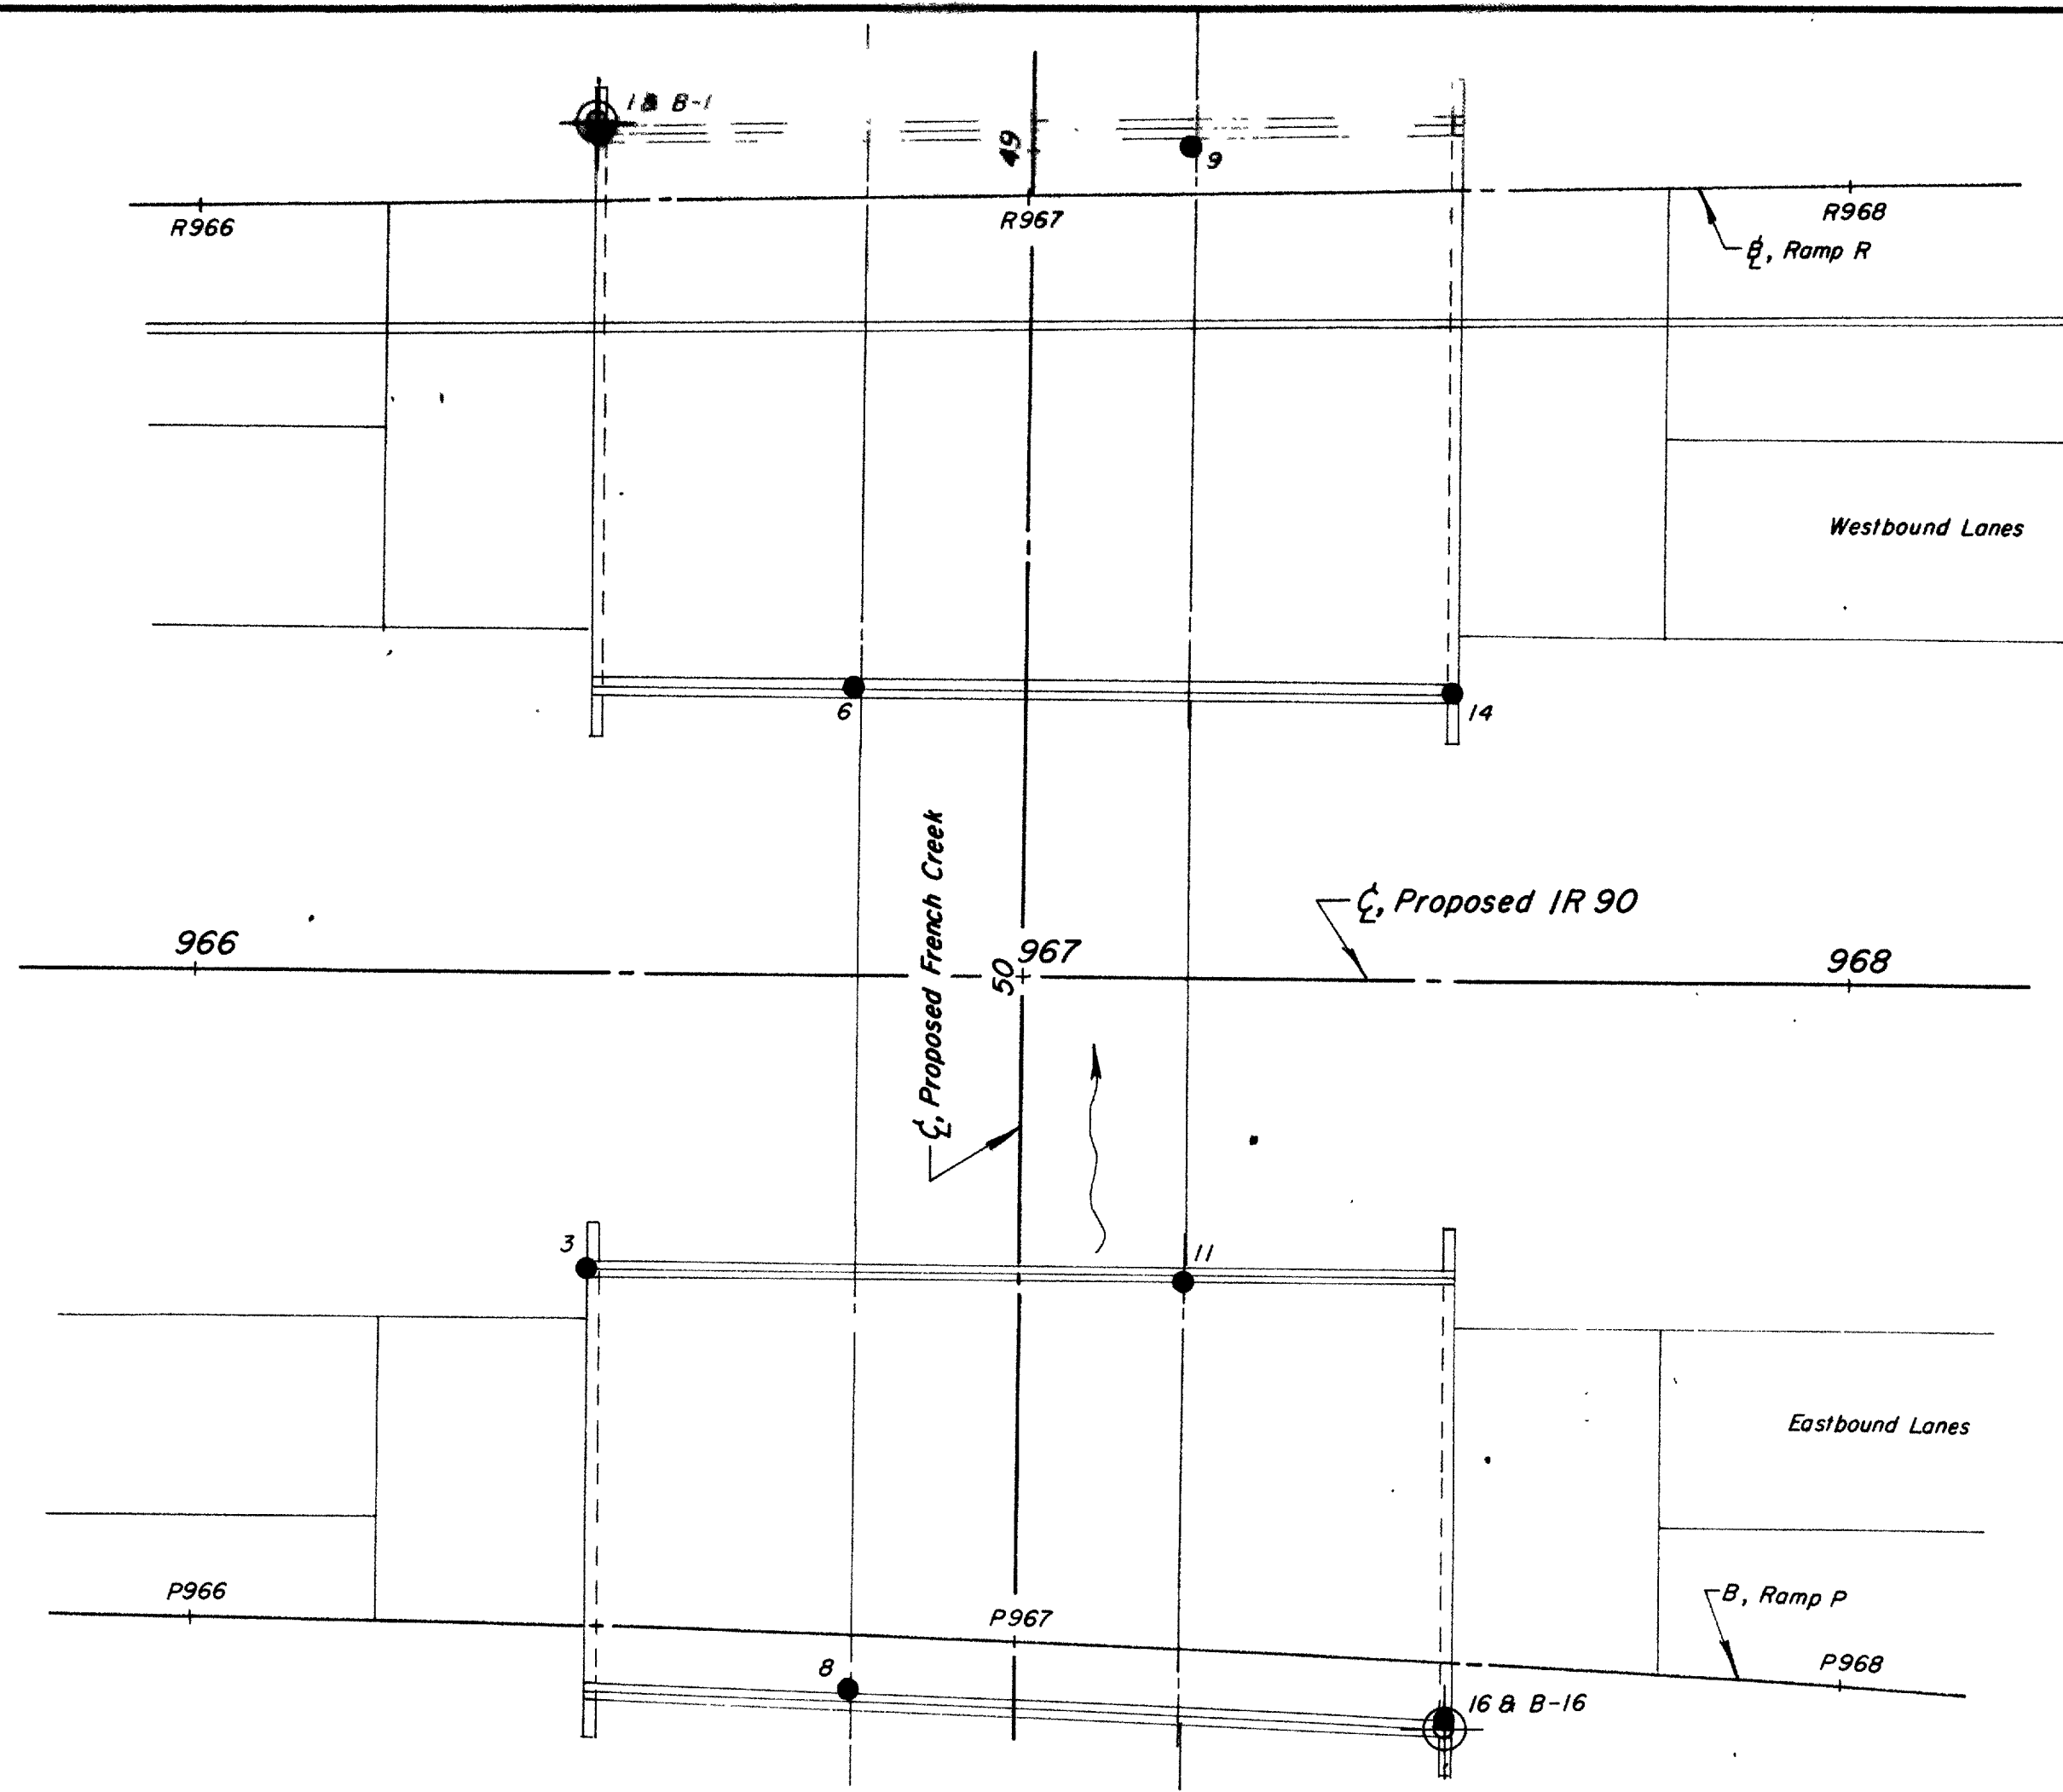 1 & B-1
49
9
R966
R967
R968
℄, Ramp R
Westbound Lanes
6
14
℄, Proposed French Creek
℄, Proposed IR 90
966
967
50
968
3
11
Eastbound Lanes
P966
P967
B, Ramp P
P968
8
16 & B-16